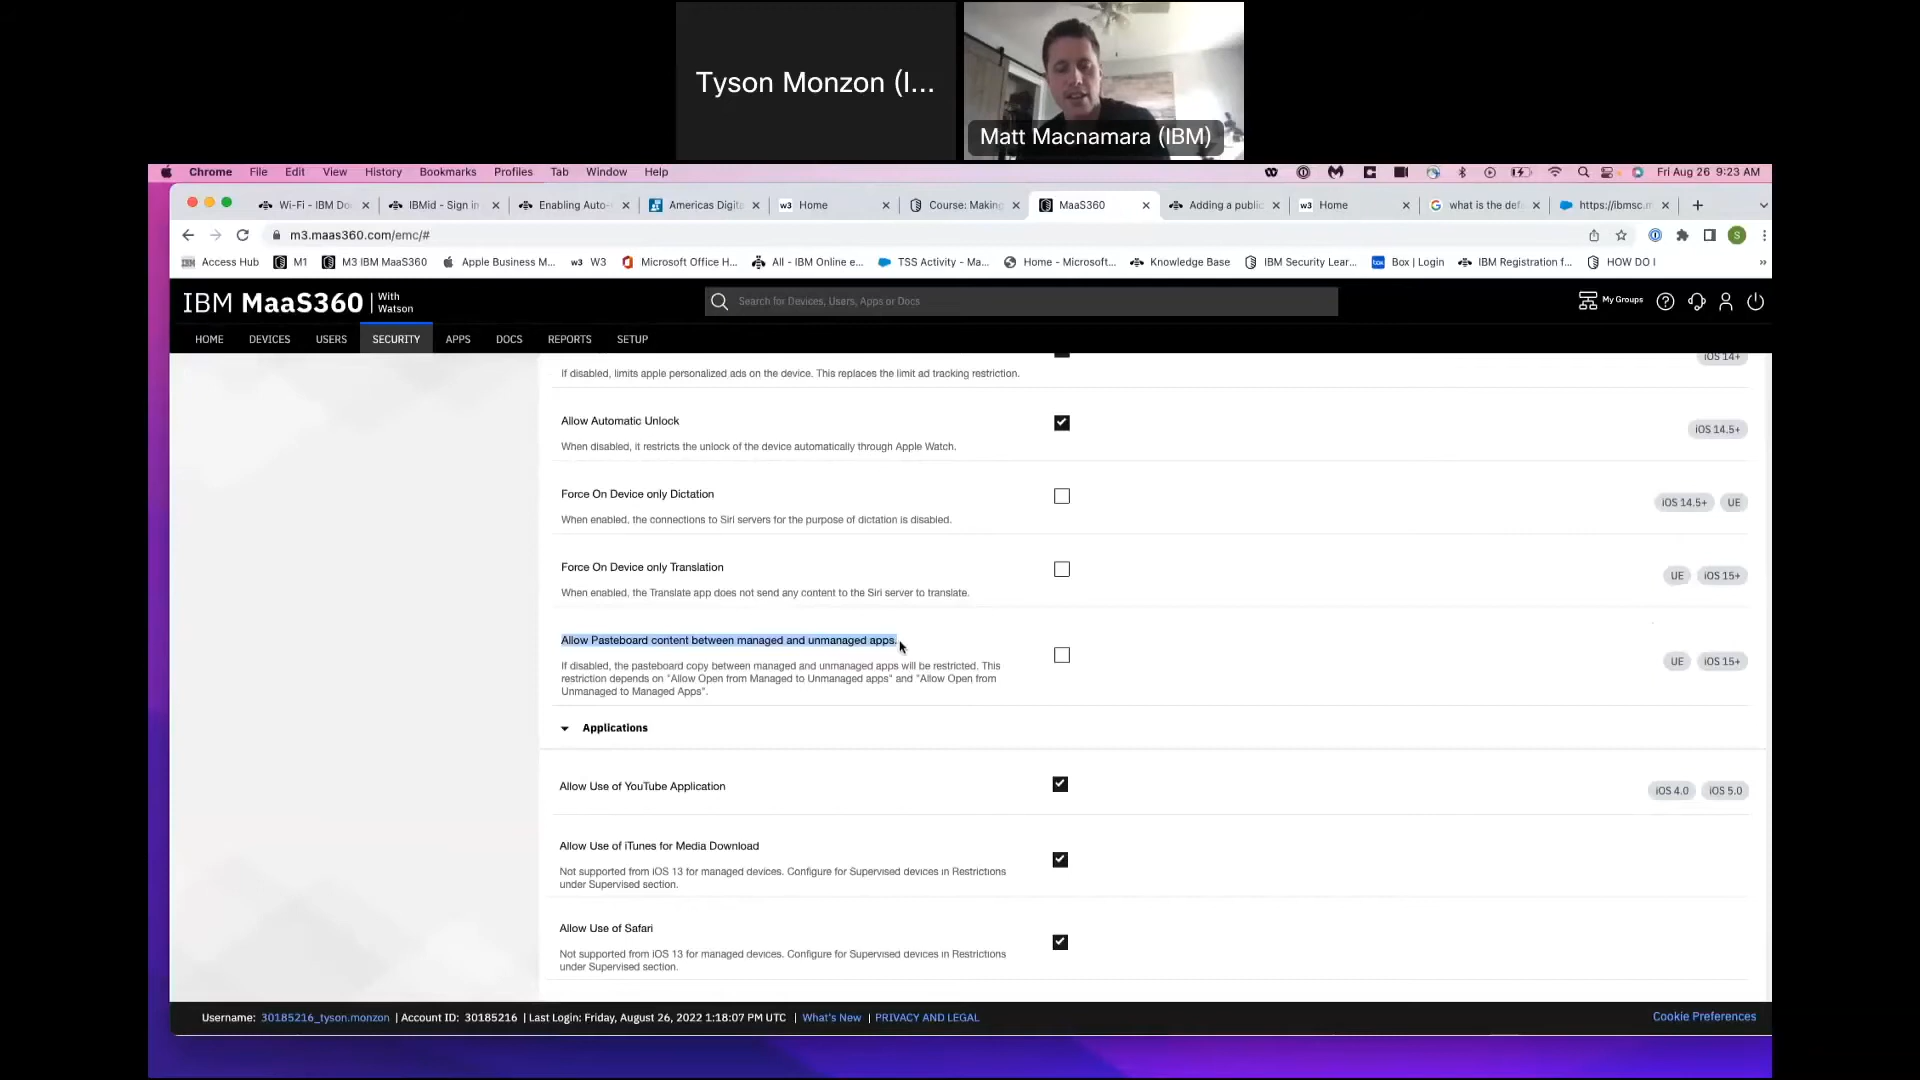 Tyson Monzon (I...
Matt Macnamara (IBM)
Chrome File Edit View History Bookmarks Profiles Tab Window Help
Fri Aug 26 9:23 AM
Wi-Fi - IBM Do
IBMid - Sign in
Enabling Auto-
Americas Digita
w3 Home
Course: Making
MaaS360
Adding a public
w3 Home
what is the defa
https://ibmsc.m
m3.maas360.com/emc/#
S
IBM Access Hub
M1
M3 IBM MaaS360
Apple Business M...
w3 W3
Microsoft Office H...
All - IBM Online e...
TSS Activity - Ma...
Home - Microsoft...
Knowledge Base
IBM Security Lear...
box Box | Login
IBM Registration f...
HOW DO I
IBM MaaS360 | With
Watson
Search for Devices, Users, Apps or Docs
My Groups
HOME DEVICES USERS SECURITY APPS DOCS REPORTS SETUP
iOS 14+
If disabled, limits apple personalized ads on the device. This replaces the limit ad tracking restriction.
Allow Automatic Unlock
iOS 14.5+
When disabled, it restricts the unlock of the device automatically through Apple Watch.
Force On Device only Dictation
iOS 14.5+ UE
When enabled, the connections to Siri servers for the purpose of dictation is disabled.
Force On Device only Translation
UE iOS 15+
When enabled, the Translate app does not send any content to the Siri server to translate.
Allow Pasteboard content between managed and unmanaged apps.
UE iOS 15+
If disabled, the pasteboard copy between managed and unmanaged apps will be restricted. This
restriction depends on "Allow Open from Managed to Unmanaged apps" and "Allow Open from
Unmanaged to Managed Apps".
Applications
Allow Use of YouTube Application
iOS 4.0 iOS 5.0
Allow Use of iTunes for Media Download
Not supported from iOS 13 for managed devices. Configure for Supervised devices in Restrictions
under Supervised section.
Allow Use of Safari
Not supported from iOS 13 for managed devices. Configure for Supervised devices in Restrictions
under Supervised section.
Username: 30185216_tyson.monzon | Account ID: 30185216 | Last Login: Friday, August 26, 2022 1:18:07 PM UTC | What's New | PRIVACY AND LEGAL
Cookie Preferences